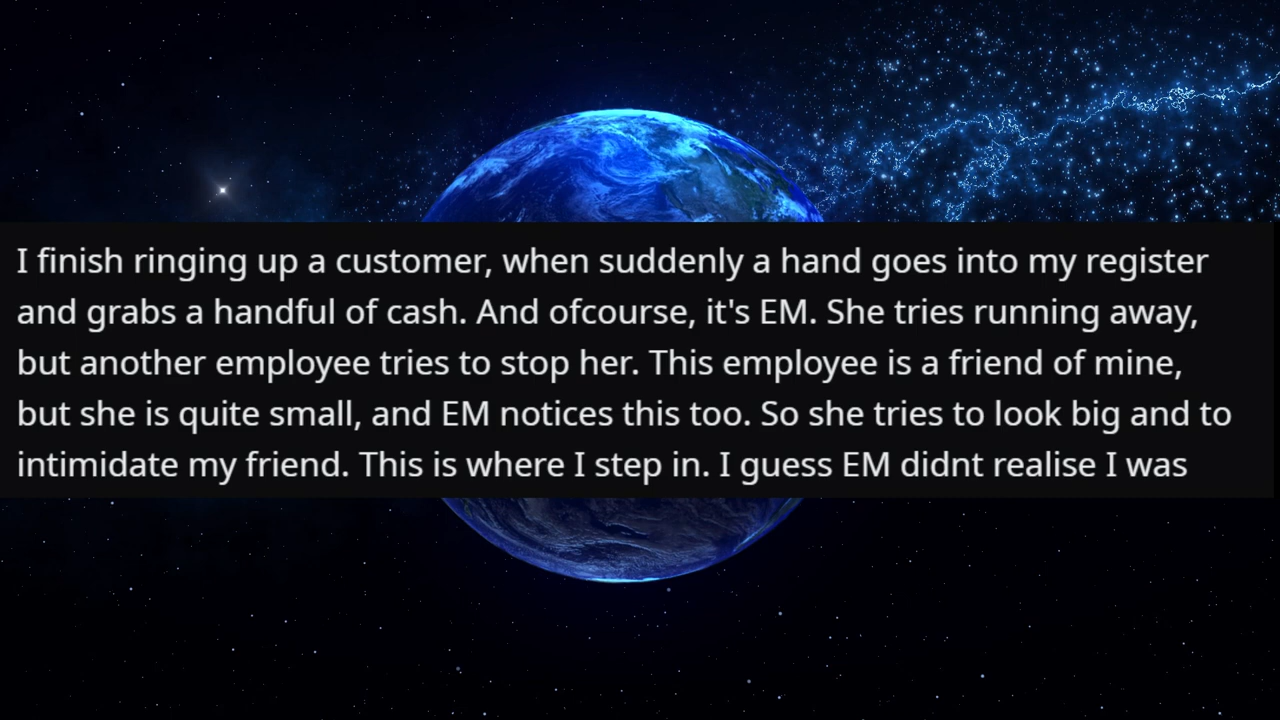 I finish ringing up a customer, when suddenly a hand goes into my register
and grabs a handful of cash. And ofcourse, it's EM. She tries running away,
but another employee tries to stop her. This employee is a friend of mine,
but she is quite small, and EM notices this too. So she tries to look big and to
intimidate my friend. This is where I step in. I guess EM didnt realise I was